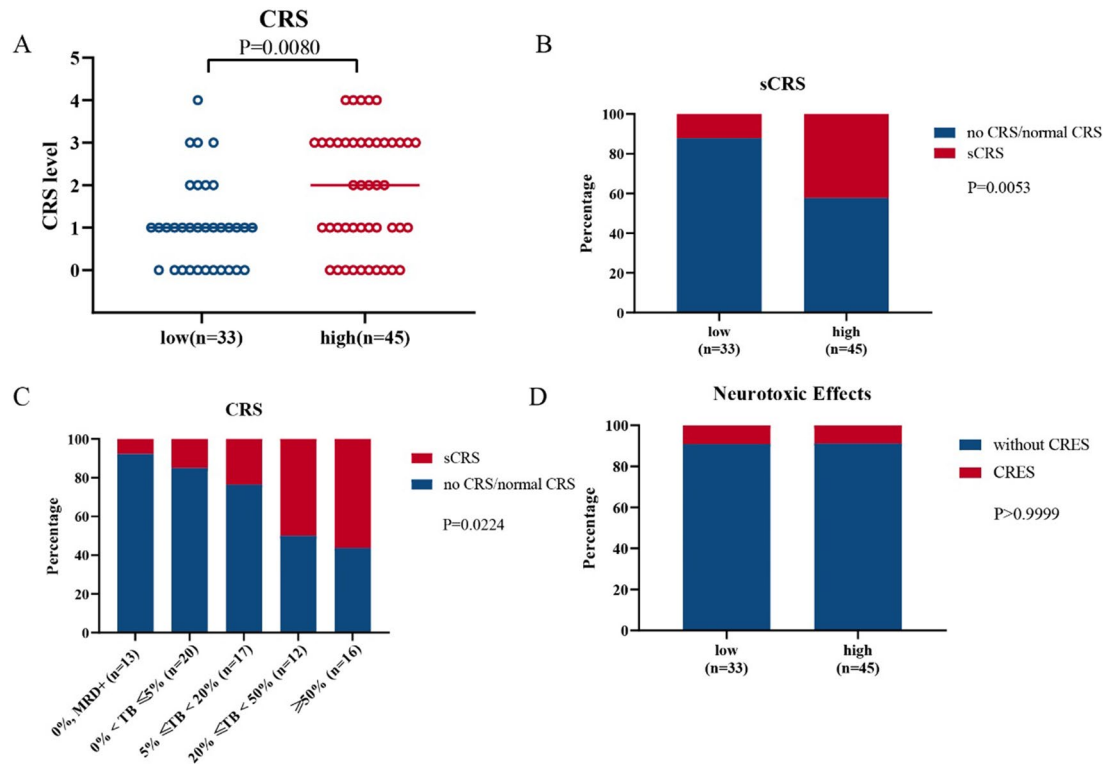 A
CRS
P=0.0080
CRS level
5
4
3
2
1
0
low(n=33)
high(n=45)
B
sCRS
Percentage
100
80
60
40
20
0
low
(n=33)
high
(n=45)
no CRS/normal CRS
sCRS
P=0.0053
C
CRS
Percentage
100
80
60
40
20
0
0%, MRD+ (n=13)
0% < TB ≤5% (n=20)
5% ≤TB < 20% (n=17)
20% ≤TB < 50% (n=12)
≥50% (n=16)
sCRS
no CRS/normal CRS
P=0.0224
D
Neurotoxic Effects
Percentage
100
80
60
40
20
0
low
(n=33)
high
(n=45)
without CRES
CRES
P>0.9999